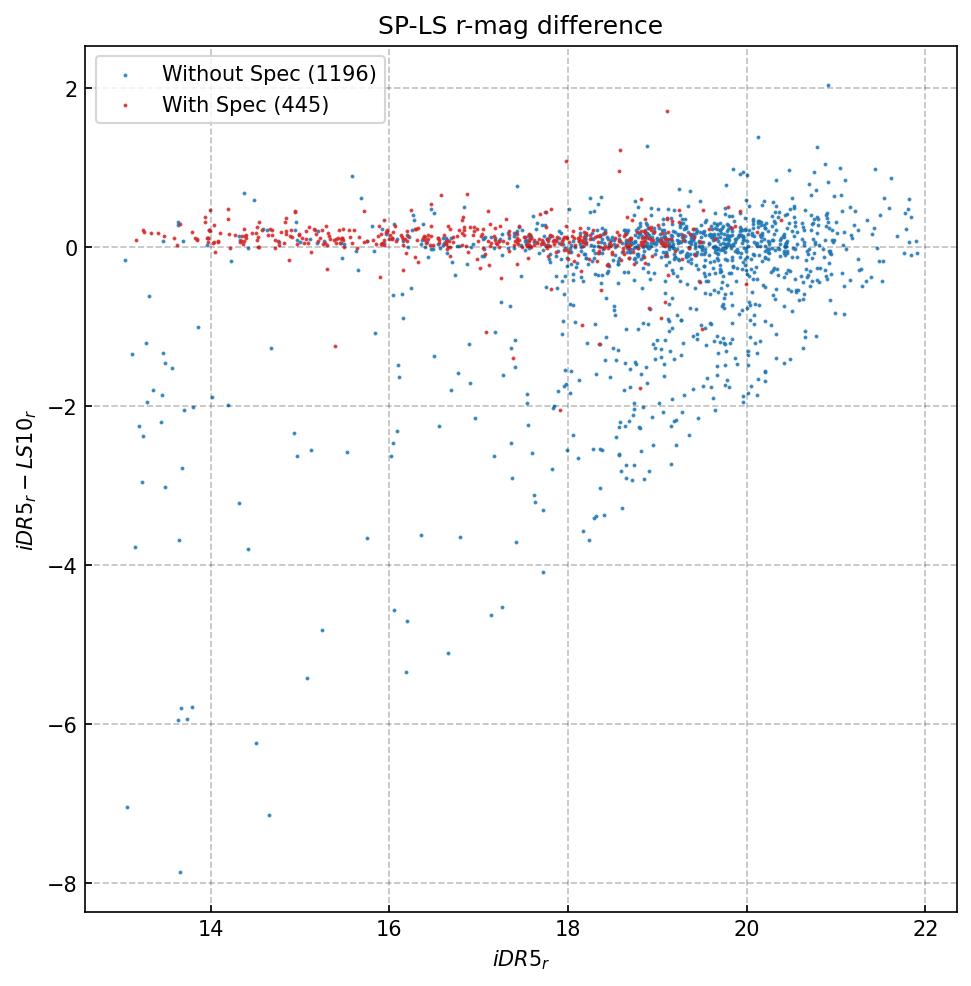 SP-LS r-mag difference
Without Spec (1196)
With Spec (445)
2
0
−2
−4
−6
−8
iDR5r − LS10r
14 16 18 20 22
iDR5r